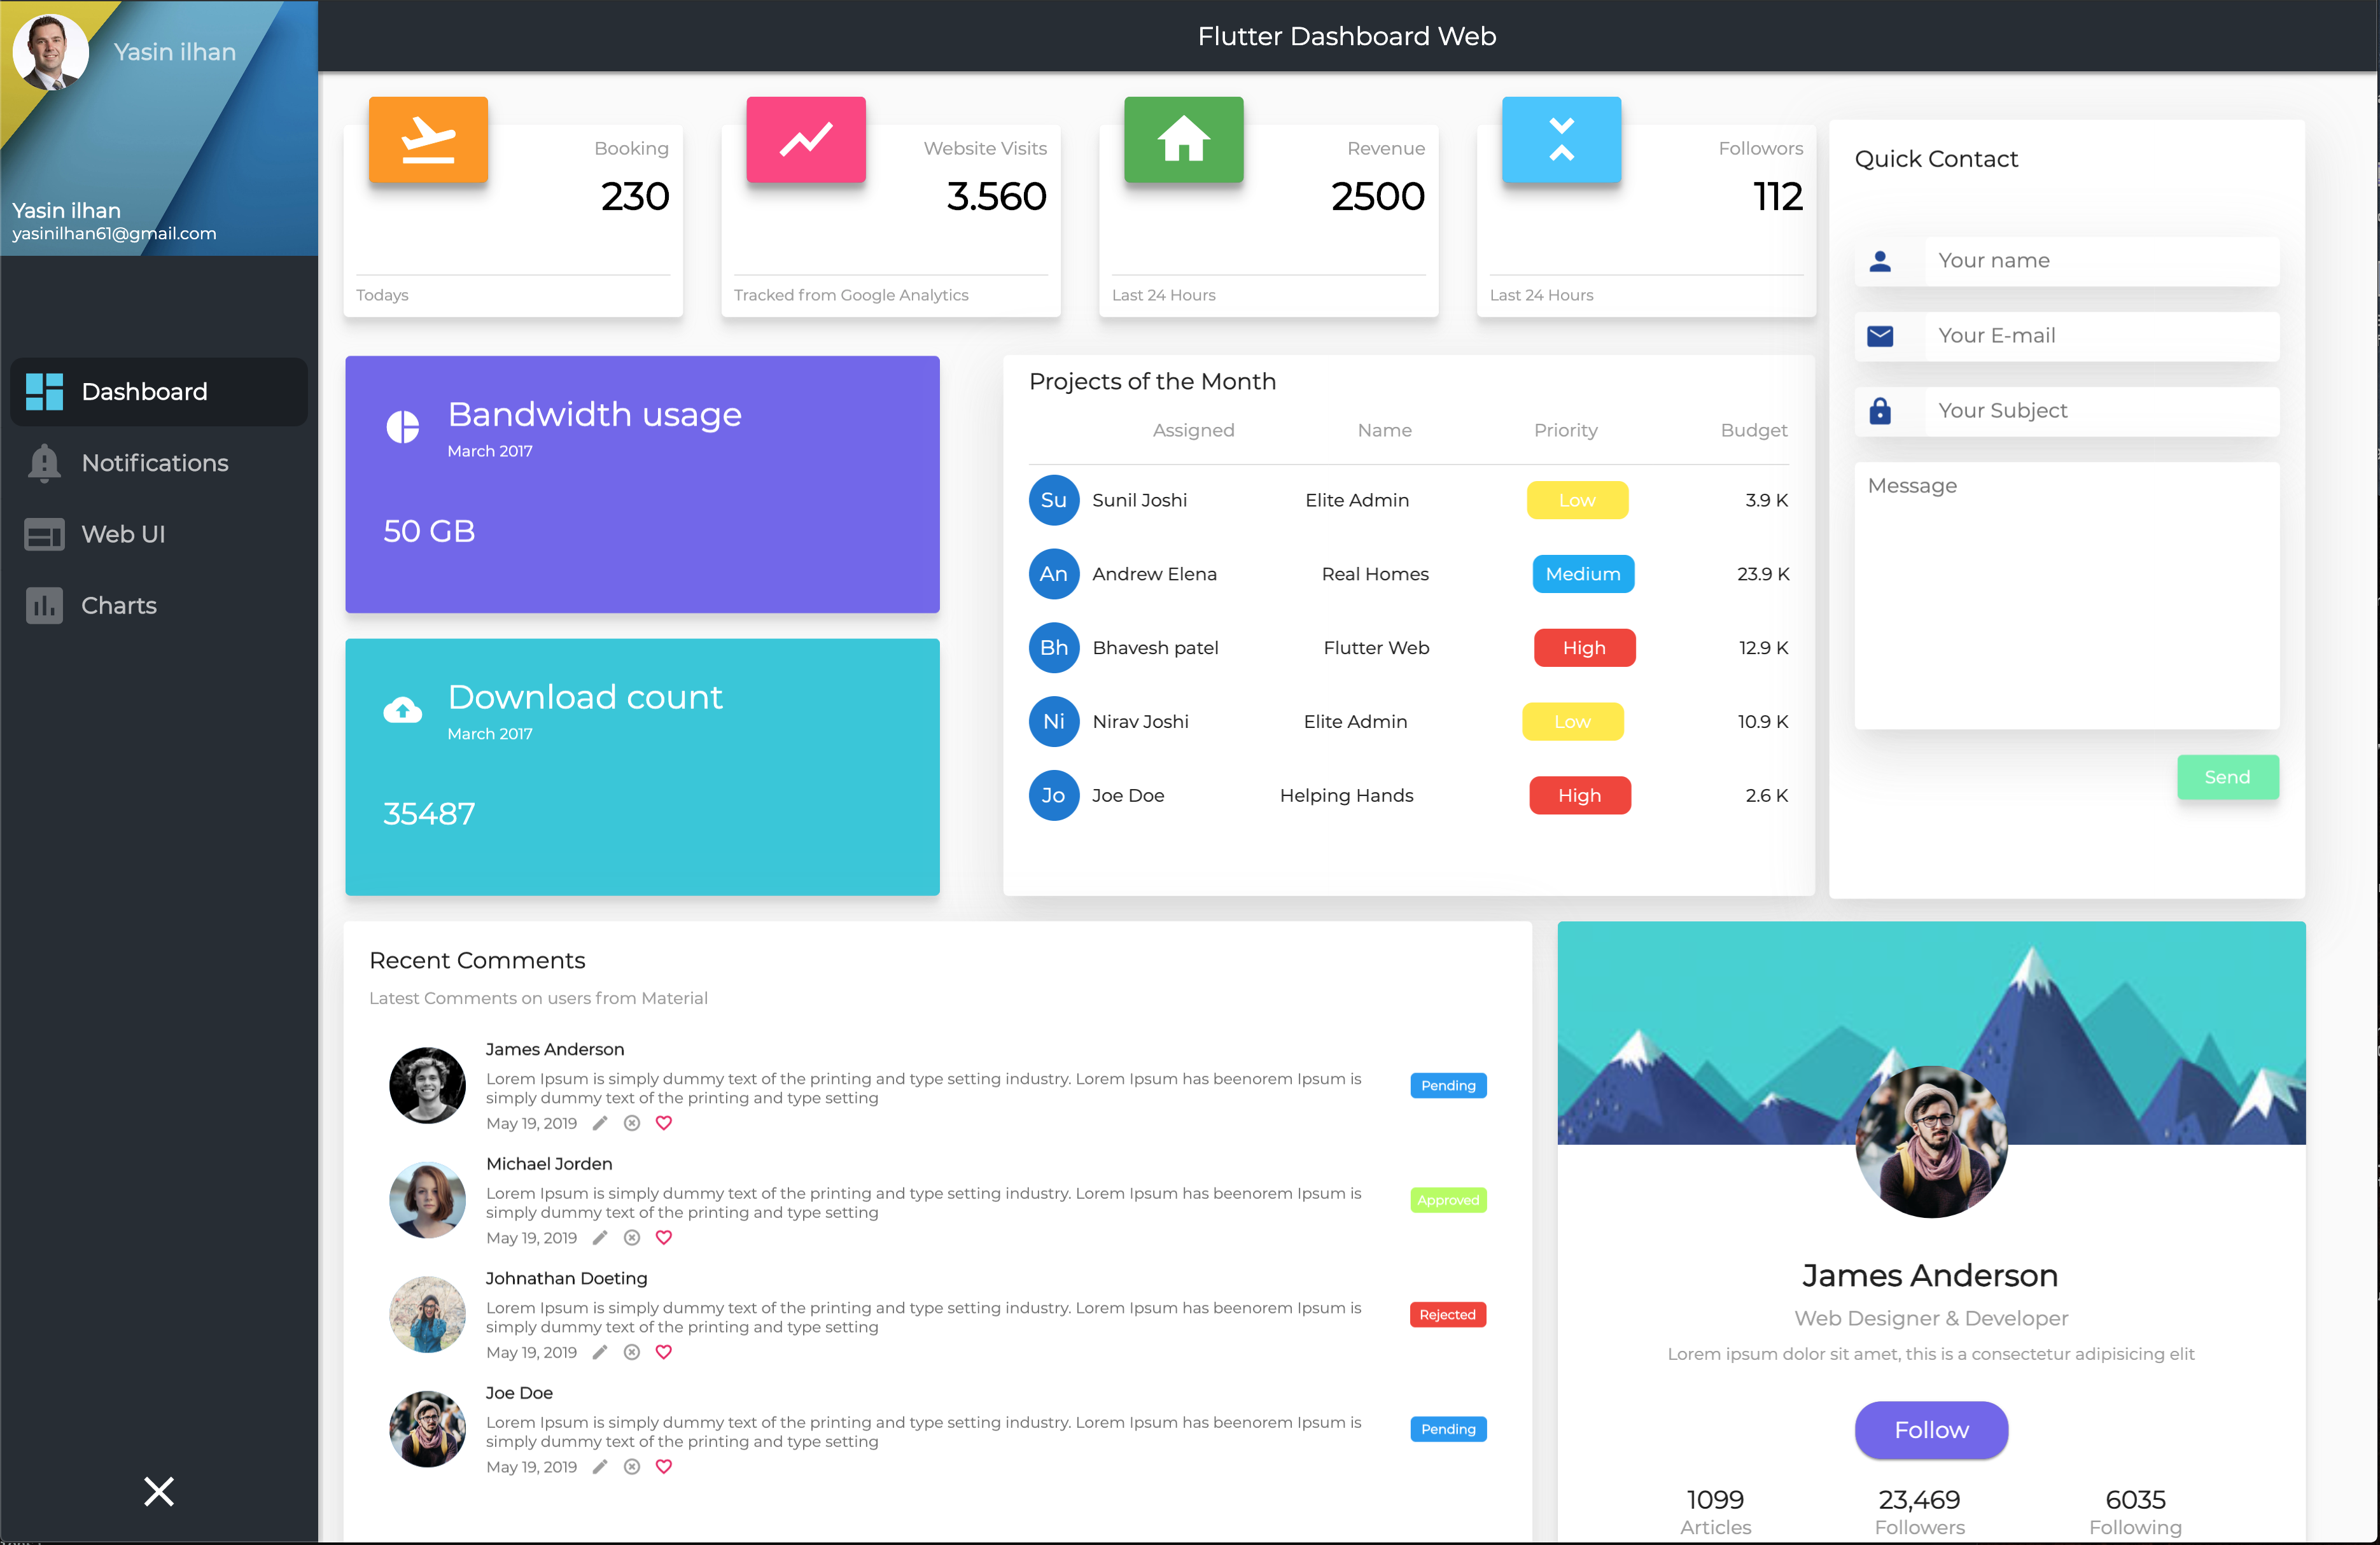 Yasin ilhan
Yasin ilhan
yasinilhan61@gmail.com
Dashboard
Notifications
Web UI
Charts
Flutter Dashboard Web
Booking
230
Todays
Website Visits
3.560
Tracked from Google Analytics
Revenue
2500
Last 24 Hours
Followors
112
Last 24 Hours
Quick Contact
Your name
Your E-mail
Your Subject
Message
Send
Bandwidth usage
March 2017
50 GB
Download count
March 2017
35487
Projects of the Month
Assigned Name Priority Budget
Su Sunil Joshi Elite Admin Low 3.9 K
An Andrew Elena Real Homes Medium 23.9 K
Bh Bhavesh patel Flutter Web High 12.9 K
Ni Nirav Joshi Elite Admin Low 10.9 K
Jo Joe Doe Helping Hands High 2.6 K
Recent Comments
Latest Comments on users from Material
James Anderson
Lorem Ipsum is simply dummy text of the printing and type setting industry. Lorem Ipsum has beenorem Ipsum is
simply dummy text of the printing and type setting
May 19, 2019
Pending
Michael Jorden
Lorem Ipsum is simply dummy text of the printing and type setting industry. Lorem Ipsum has beenorem Ipsum is
simply dummy text of the printing and type setting
May 19, 2019
Approved
Johnathan Doeting
Lorem Ipsum is simply dummy text of the printing and type setting industry. Lorem Ipsum has beenorem Ipsum is
simply dummy text of the printing and type setting
May 19, 2019
Rejected
Joe Doe
Lorem Ipsum is simply dummy text of the printing and type setting industry. Lorem Ipsum has beenorem Ipsum is
simply dummy text of the printing and type setting
May 19, 2019
Pending
James Anderson
Web Designer & Developer
Lorem ipsum dolor sit amet, this is a consectetur adipisicing elit
Follow
1099 23,469 6035
Articles Followers Following